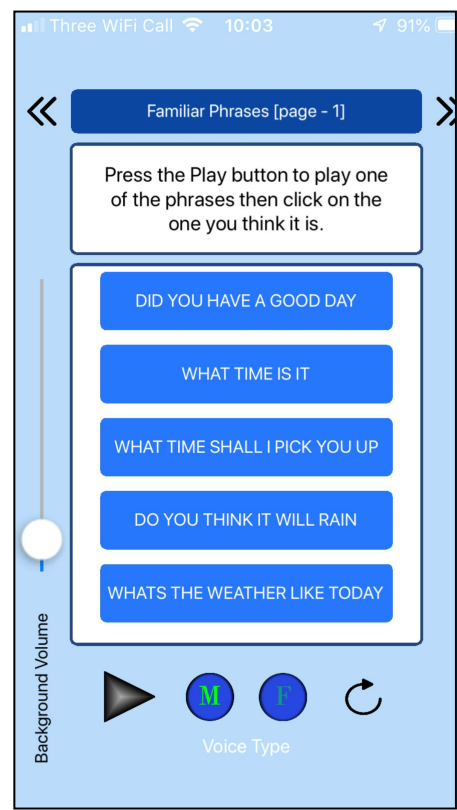 Three WiFi Call 10:03 91%
Familiar Phrases [page - 1]
Press the Play button to play one
of the phrases then click on the
one you think it is.
DID YOU HAVE A GOOD DAY
WHAT TIME IS IT
WHAT TIME SHALL I PICK YOU UP
DO YOU THINK IT WILL RAIN
WHATS THE WEATHER LIKE TODAY
Background Volume
M F
Voice Type